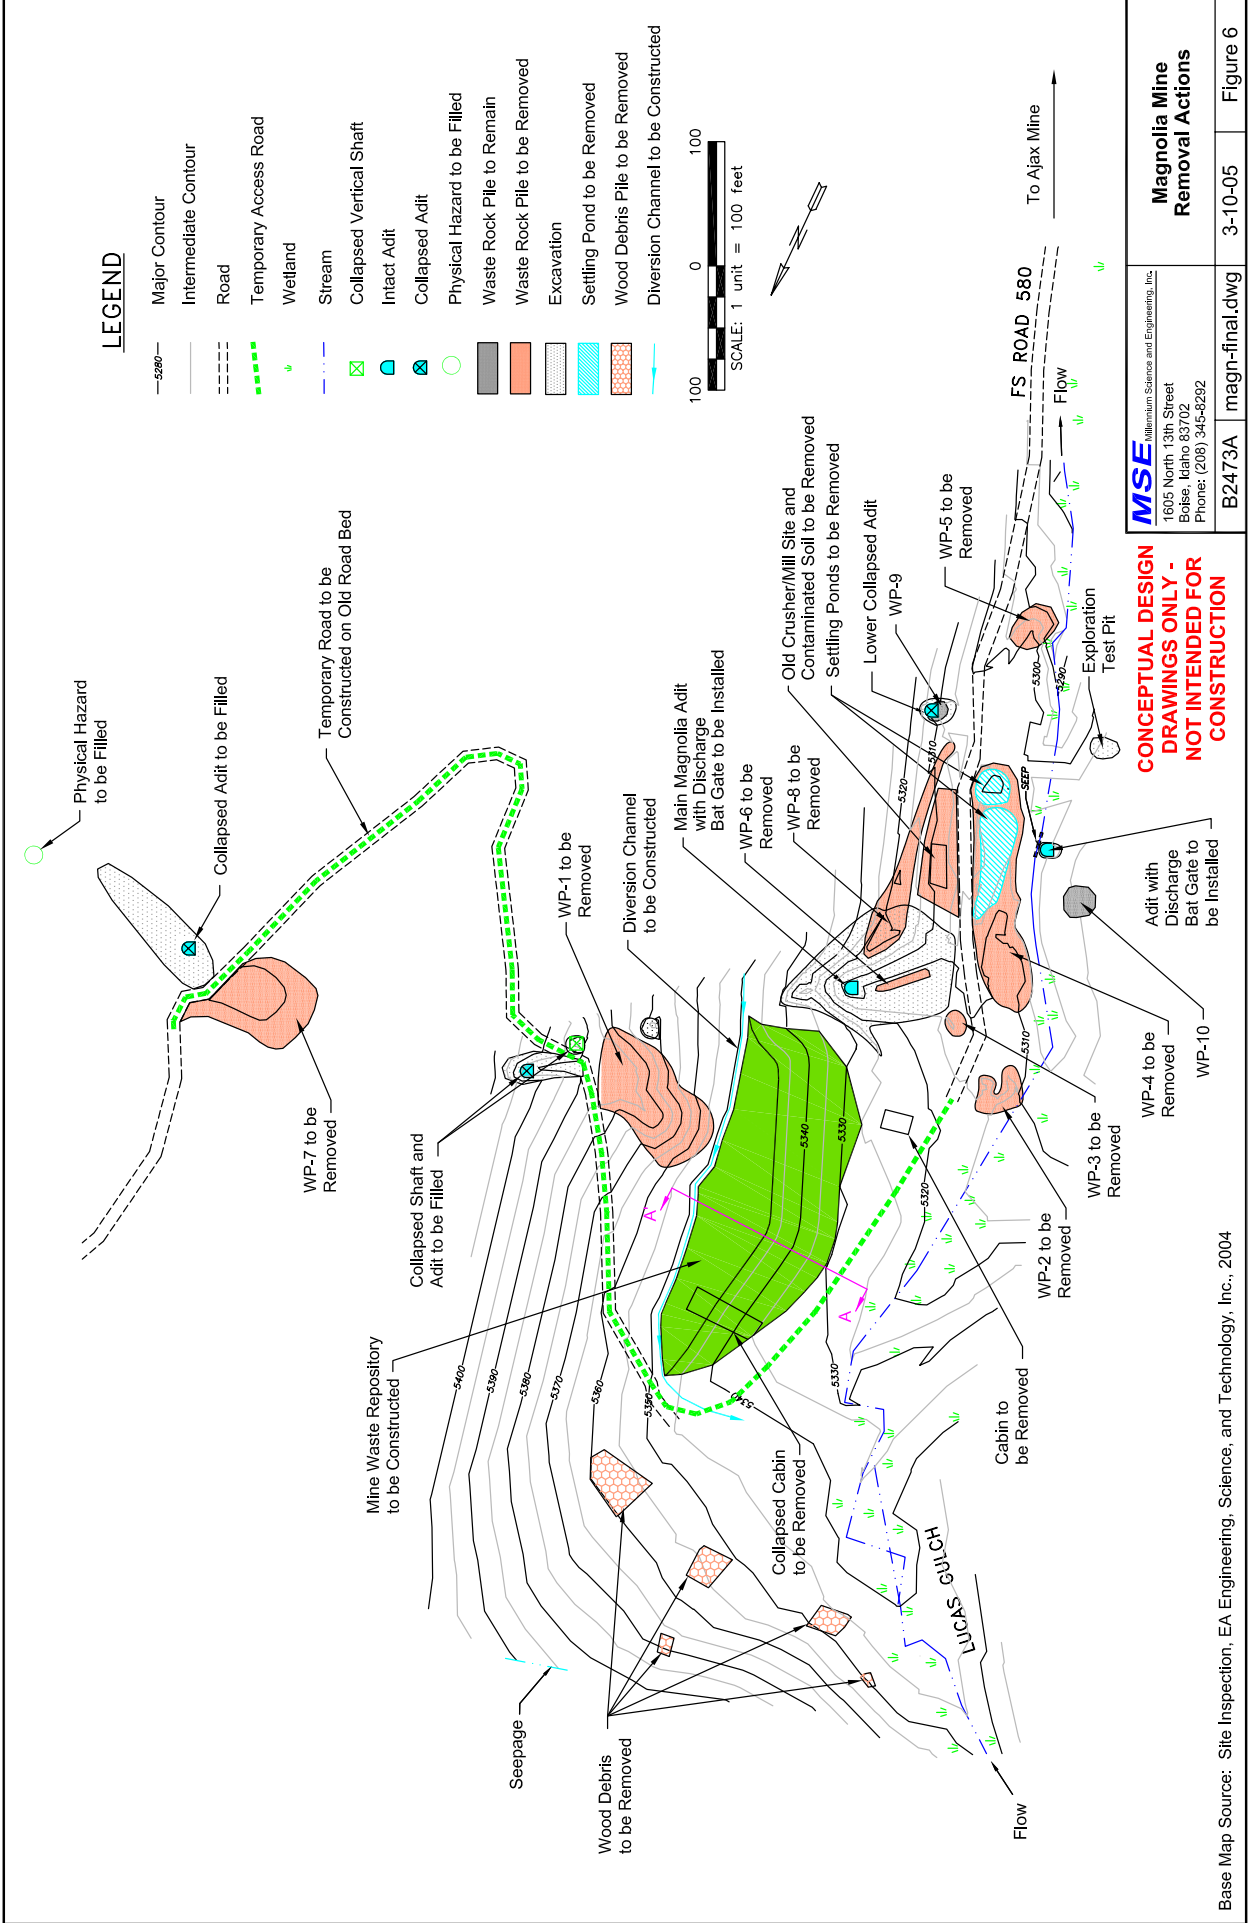 LEGEND
5280
Major Contour
Intermediate Contour
Road
Temporary Access Road
Wetland
Stream
Collapsed Vertical Shaft
Intact Adit
Collapsed Adit
Physical Hazard to be Filled
Waste Rock Pile to Remain
Waste Rock Pile to be Removed
Excavation
Settling Pond to be Removed
Wood Debris Pile to be Removed
Diversion Channel to be Constructed
100
0
100
SCALE: 1 unit = 100 feet
Physical Hazard
to be Filled
Collapsed Adit to be Filled
Temporary Road to be
Constructed on Old Road Bed
WP-7 to be
Removed
Collapsed Shaft and
Adit to be Filled
Mine Waste Repository
to be Constructed
WP-1 to be
Removed
Diversion Channel
to be Constructed
Main Magnolia Adit
with Discharge
Bat Gate to be Installed
WP-6 to be
Removed
WP-8 to be
Removed
Old Crusher/Mill Site and
Contaminated Soil to be Removed
Settling Ponds to be Removed
Lower Collapsed Adit
WP-9
WP-5 to be
Removed
FS ROAD 580
To Ajax Mine
Flow
Exploration
Test Pit
SEEP
Adit with
Discharge
Bat Gate to
be Installed
WP-10
WP-4 to be
Removed
WP-3 to be
Removed
WP-2 to be
Removed
Cabin to
be Removed
Collapsed Cabin
to be Removed
Seepage
Wood Debris
to be Removed
LUCAS GULCH
Flow
A'
A
5400
5390
5380
5370
5360
5350
5340
5340
5330
5330
5320
5320
5310
5310
5300
5290
CONCEPTUAL DESIGN
DRAWINGS ONLY -
NOT INTENDED FOR
CONSTRUCTION
Base Map Source: Site Inspection, EA Engineering, Science, and Technology, Inc., 2004
MSE Millennium Science and Engineering, Inc.
1605 North 13th Street
Boise, Idaho 83702
Phone: (208) 345-8292
Magnolia Mine
Removal Actions
B2473A
magn-final.dwg
3-10-05
Figure 6